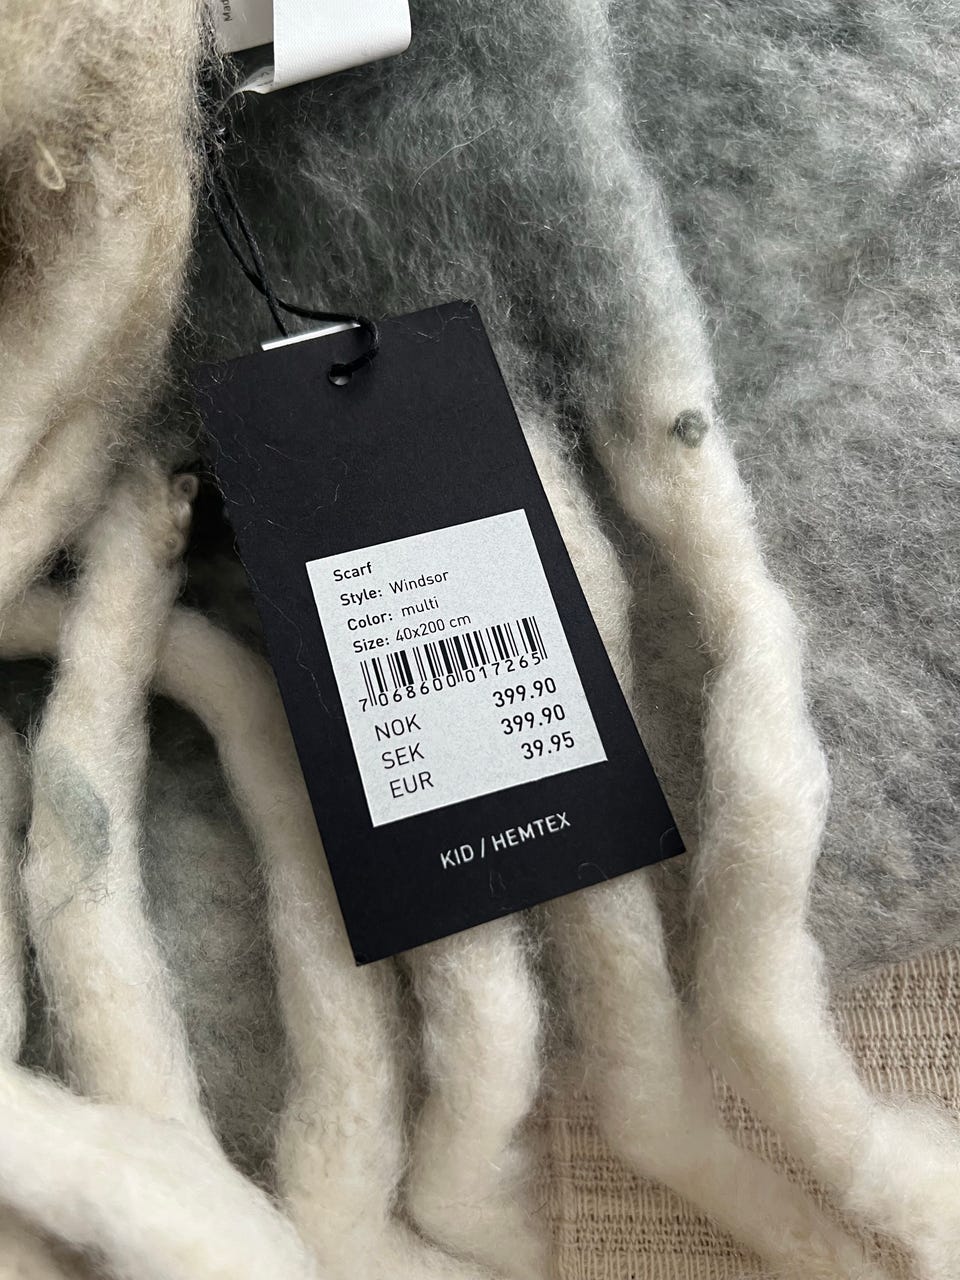 Scarf
Style: Windsor
Color: multi
Size: 40x200 cm
7 068600 017265
NOK 399.90
SEK 399.90
EUR 39.95
KID / HEMTEX